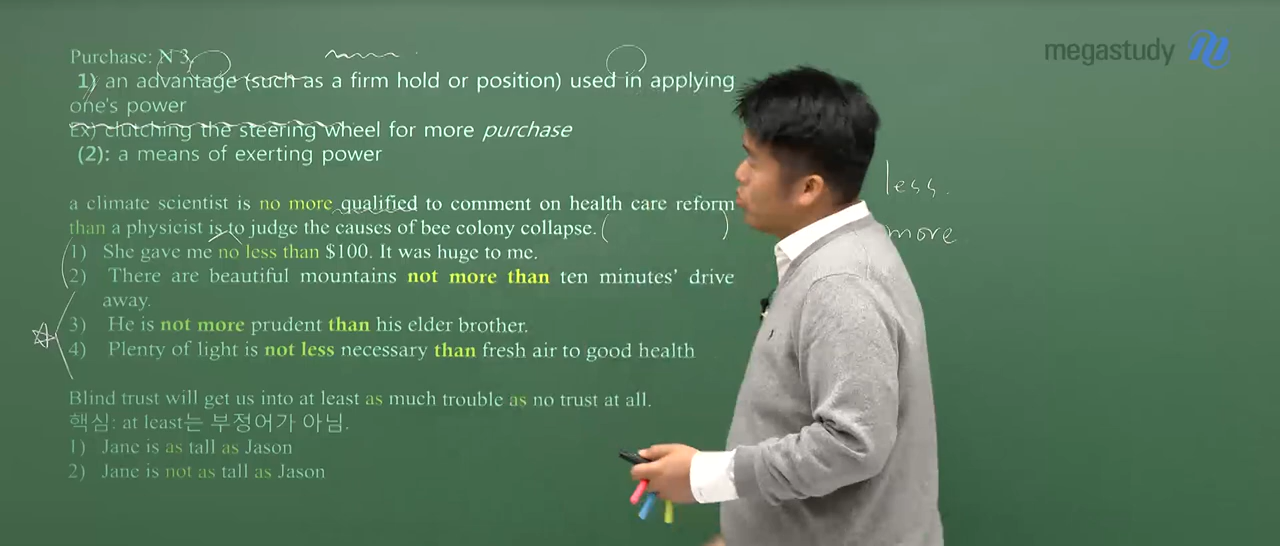 megastudy
Purchase: N 3.
1) an advantage (such as a firm hold or position) used in applying
one's power
Ex) clutching the steering wheel for more purchase
(2): a means of exerting power
a climate scientist is no more qualified to comment on health care reform
than a physicist is to judge the causes of bee colony collapse. ( )
1) She gave me no less than $100. It was huge to me.
2) There are beautiful mountains not more than ten minutes' drive
away.
3) He is not more prudent than his elder brother.
4) Plenty of light is not less necessary than fresh air to good health
less.
more
Blind trust will get us into at least as much trouble as no trust at all.
핵심: at least는 부정어가 아님.
1) Jane is as tall as Jason
2) Jane is not as tall as Jason